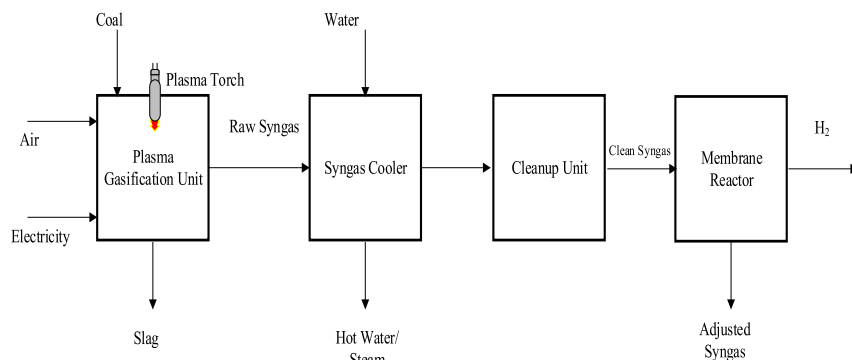 Coal
Water
Plasma Torch
Air
Raw Syngas
Clean Syngas
H2
Plasma
Gasification Unit
Syngas Cooler
Cleanup Unit
Membrane
Reactor
Electricity
Slag
Hot Water/
Steam
Adjusted
Syngas